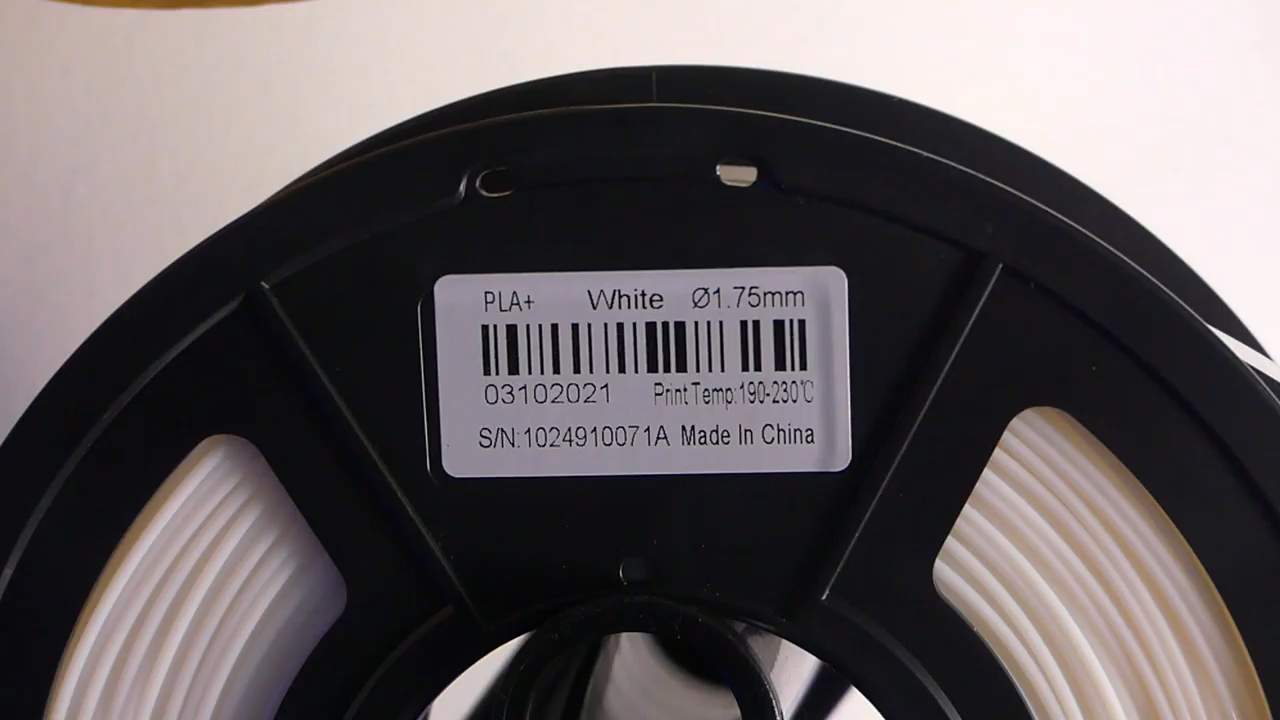 PLA+ White Ø1.75mm
03102021 Print Temp:190-230℃
S/N:1024910071A Made In China